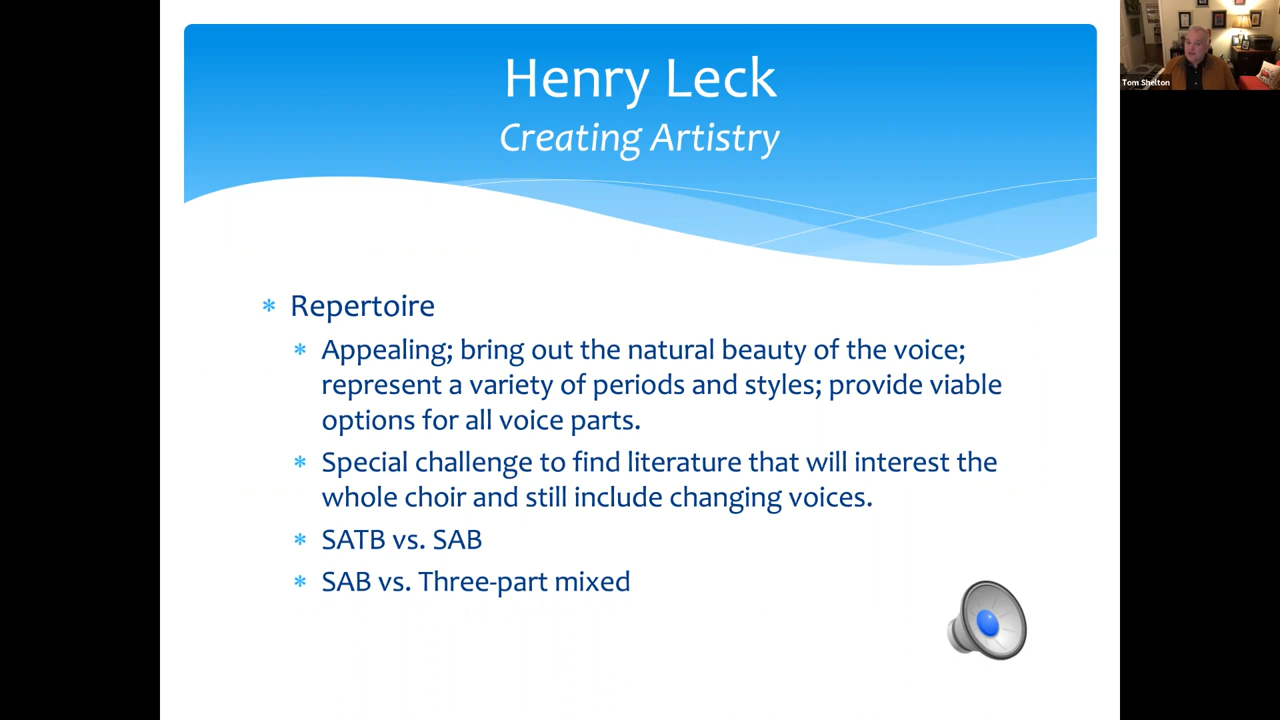 Henry Leck
Creating Artistry
Tom Shelton
* Repertoire
* Appealing; bring out the natural beauty of the voice;
represent a variety of periods and styles; provide viable
options for all voice parts.
* Special challenge to find literature that will interest the
whole choir and still include changing voices.
* SATB vs. SAB
* SAB vs. Three-part mixed